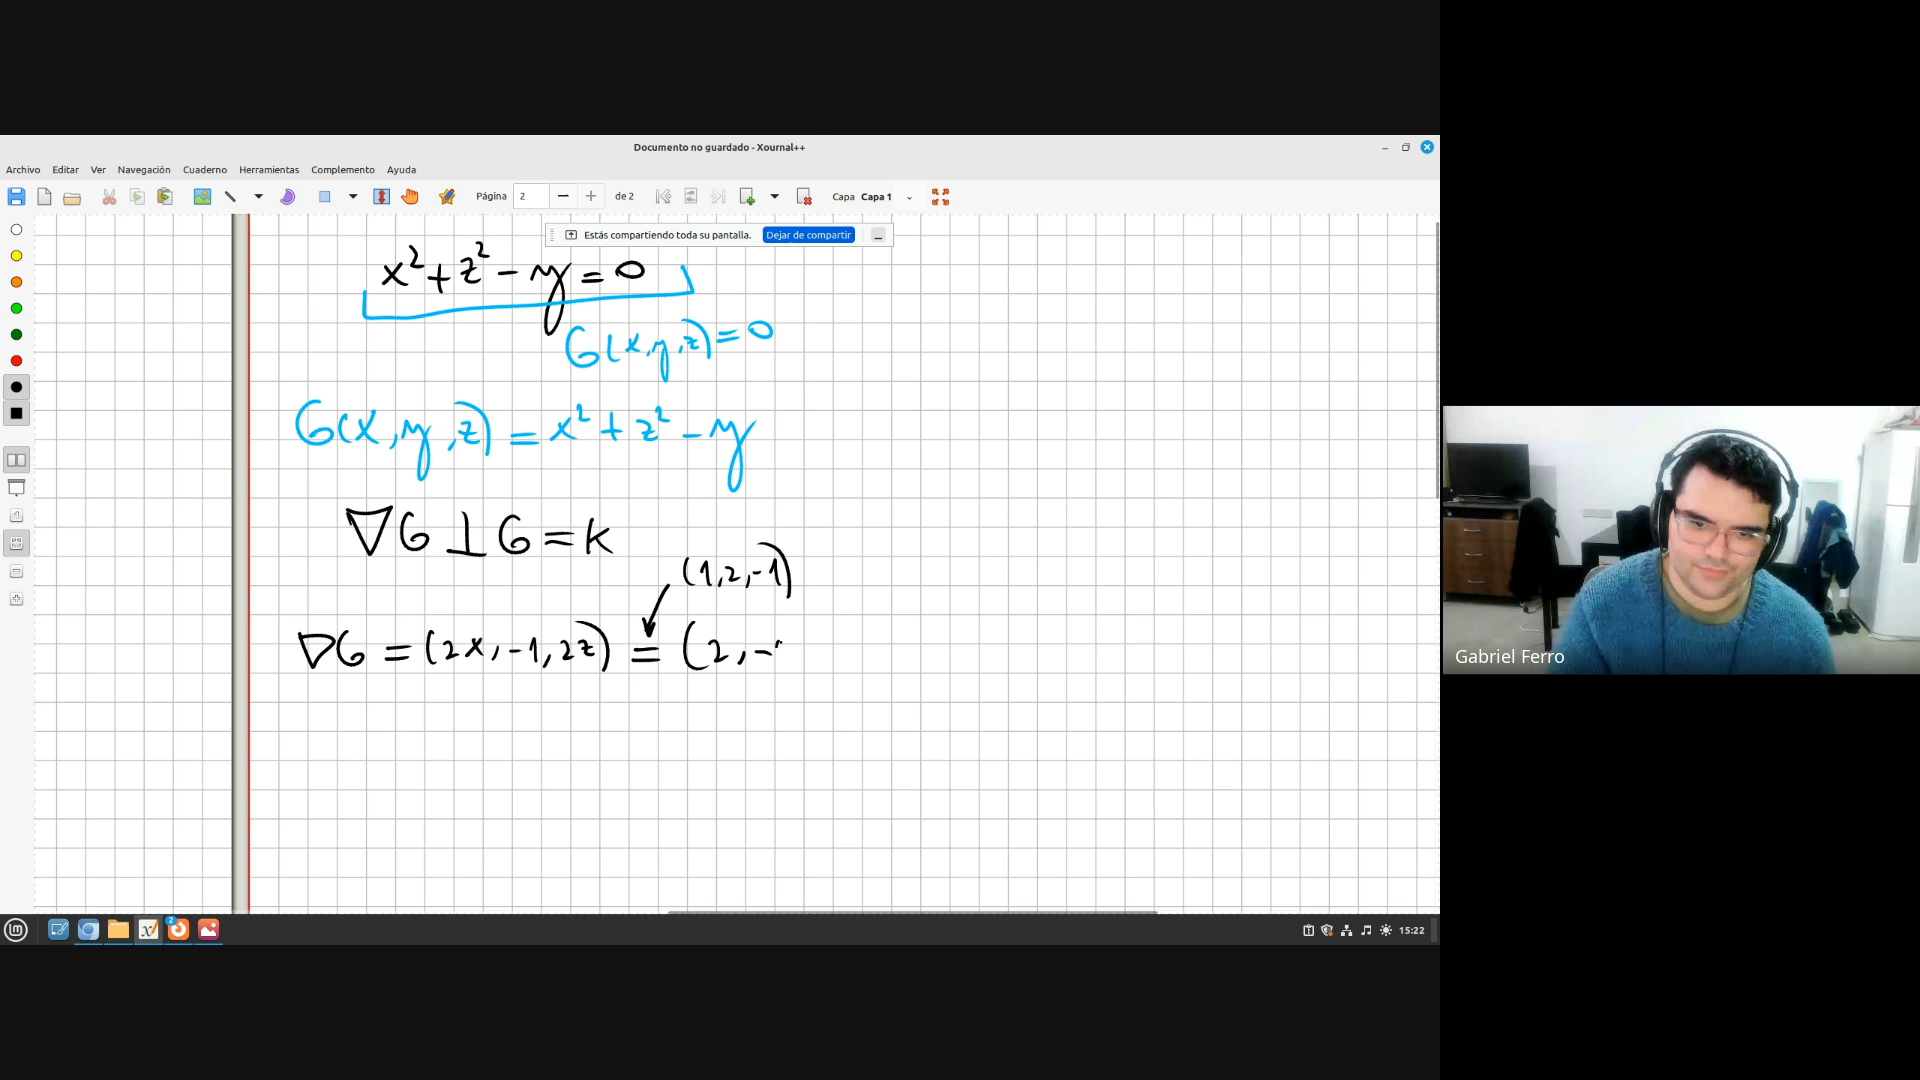 Documento no guardado - Xournal++
Archivo Editar Ver Navegación Cuaderno Herramientas Complemento Ayuda
Página 2 de 2 Capa Capa 1
Estás compartiendo toda su pantalla. Dejar de compartir
x² + z² - y = 0
G(x,y,z) = 0
G(x,y,z) = x² + z² - y
∇G ⊥ G = k
(1,2,-1)
∇G = (2x,-1,2z) = (2,-
Gabriel Ferro
2
15:22